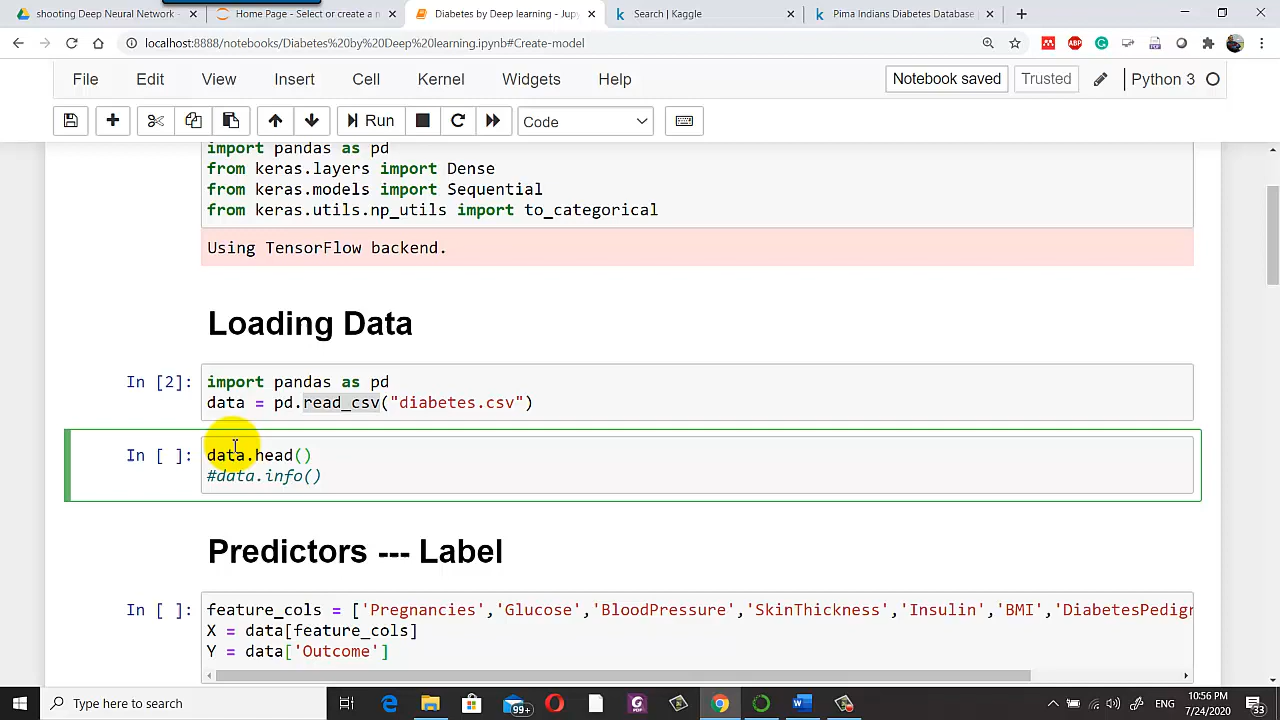 shooting Deep Neural Network -
Home Page - Select or create a n
Diabetes by Deep learning - Jup
Search | Kaggle
Pima Indians Diabetes Database |
localhost:8888/notebooks/Diabetes%20by%20Deep%20learning.ipynb#Create-model
File Edit View Insert Cell Kernel Widgets Help
Notebook saved Trusted Python 3
Run Code
import pandas as pd
from keras.layers import Dense
from keras.models import Sequential
from keras.utils.np_utils import to_categorical
Using TensorFlow backend.
Loading Data
In [2]: import pandas as pd
data = pd.read_csv("diabetes.csv")
In [ ]: data.head()
#data.info()
Predictors --- Label
In [ ]: feature_cols = ['Pregnancies','Glucose','BloodPressure','SkinThickness','Insulin','BMI','DiabetesPedigr
X = data[feature_cols]
Y = data['Outcome']
Type here to search
99+
ENG
10:56 PM
7/24/2020
33